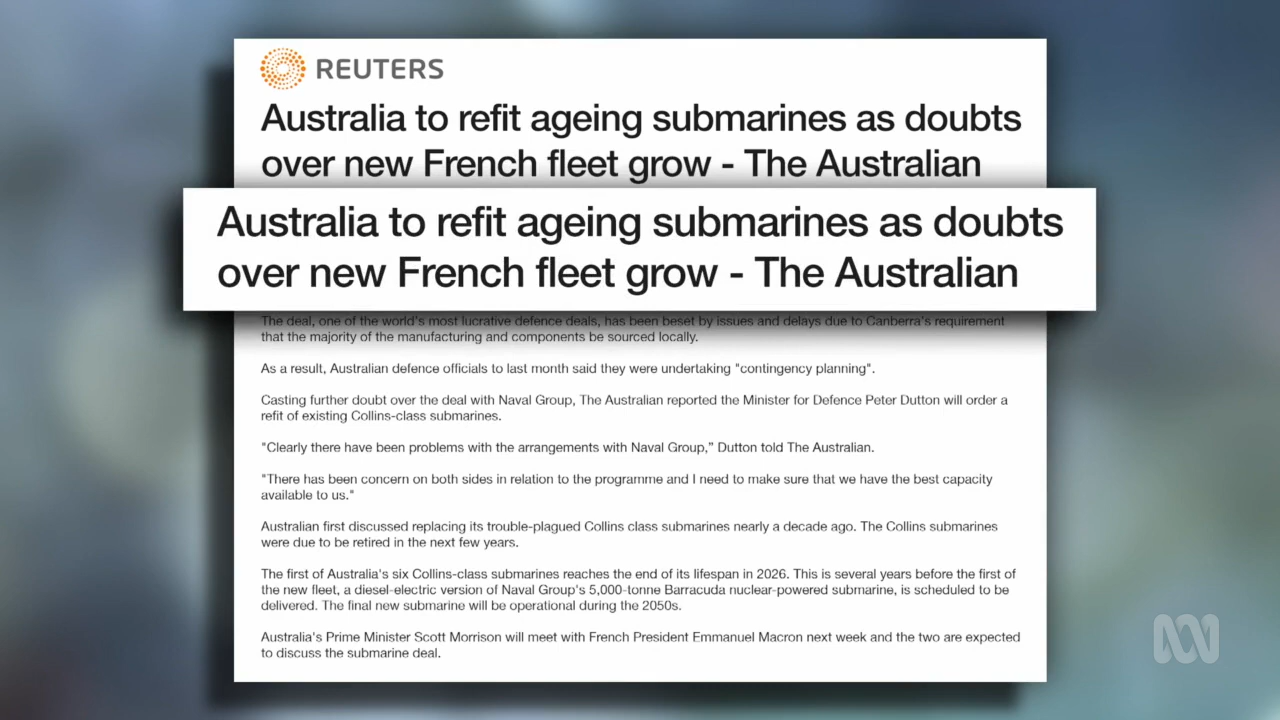 REUTERS
Australia to refit ageing submarines as doubts
over new French fleet grow - The Australian
Australia to refit ageing submarines as doubts
over new French fleet grow - The Australian
The deal, one of the world's most lucrative defence deals, has been beset by issues and delays due to Canberra's requirement
that the majority of the manufacturing and components be sourced locally.
As a result, Australian defence officials to last month said they were undertaking "contingency planning".
Casting further doubt over the deal with Naval Group, The Australian reported the Minister for Defence Peter Dutton will order a
refit of existing Collins-class submarines.
"Clearly there have been problems with the arrangements with Naval Group,” Dutton told The Australian.
"There has been concern on both sides in relation to the programme and I need to make sure that we have the best capacity
available to us."
Australian first discussed replacing its trouble-plagued Collins class submarines nearly a decade ago. The Collins submarines
were due to be retired in the next few years.
The first of Australia's six Collins-class submarines reaches the end of its lifespan in 2026. This is several years before the first of
the new fleet, a diesel-electric version of Naval Group's 5,000-tonne Barracuda nuclear-powered submarine, is scheduled to be
delivered. The final new submarine will be operational during the 2050s.
Australia's Prime Minister Scott Morrison will meet with French President Emmanuel Macron next week and the two are expected
to discuss the submarine deal.